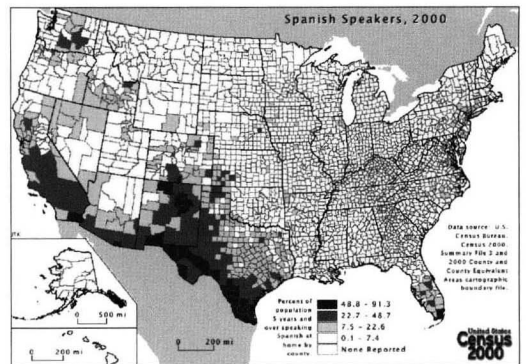 Spanish Speakers, 2000
Data source: U.S.
Census Bureau,
Census 2000,
Summary File 3 and
2000 County and
County Equivalent
Areas cartographic
boundary file.
0 500 mi
0 200 mi
0 200 mi
Percent of
population
5 years and
over speaking
Spanish at
home by
county
48.8 - 91.3
22.7 - 48.7
7.5 - 22.6
0.1 - 7.4
None Reported
United States
Census
2000